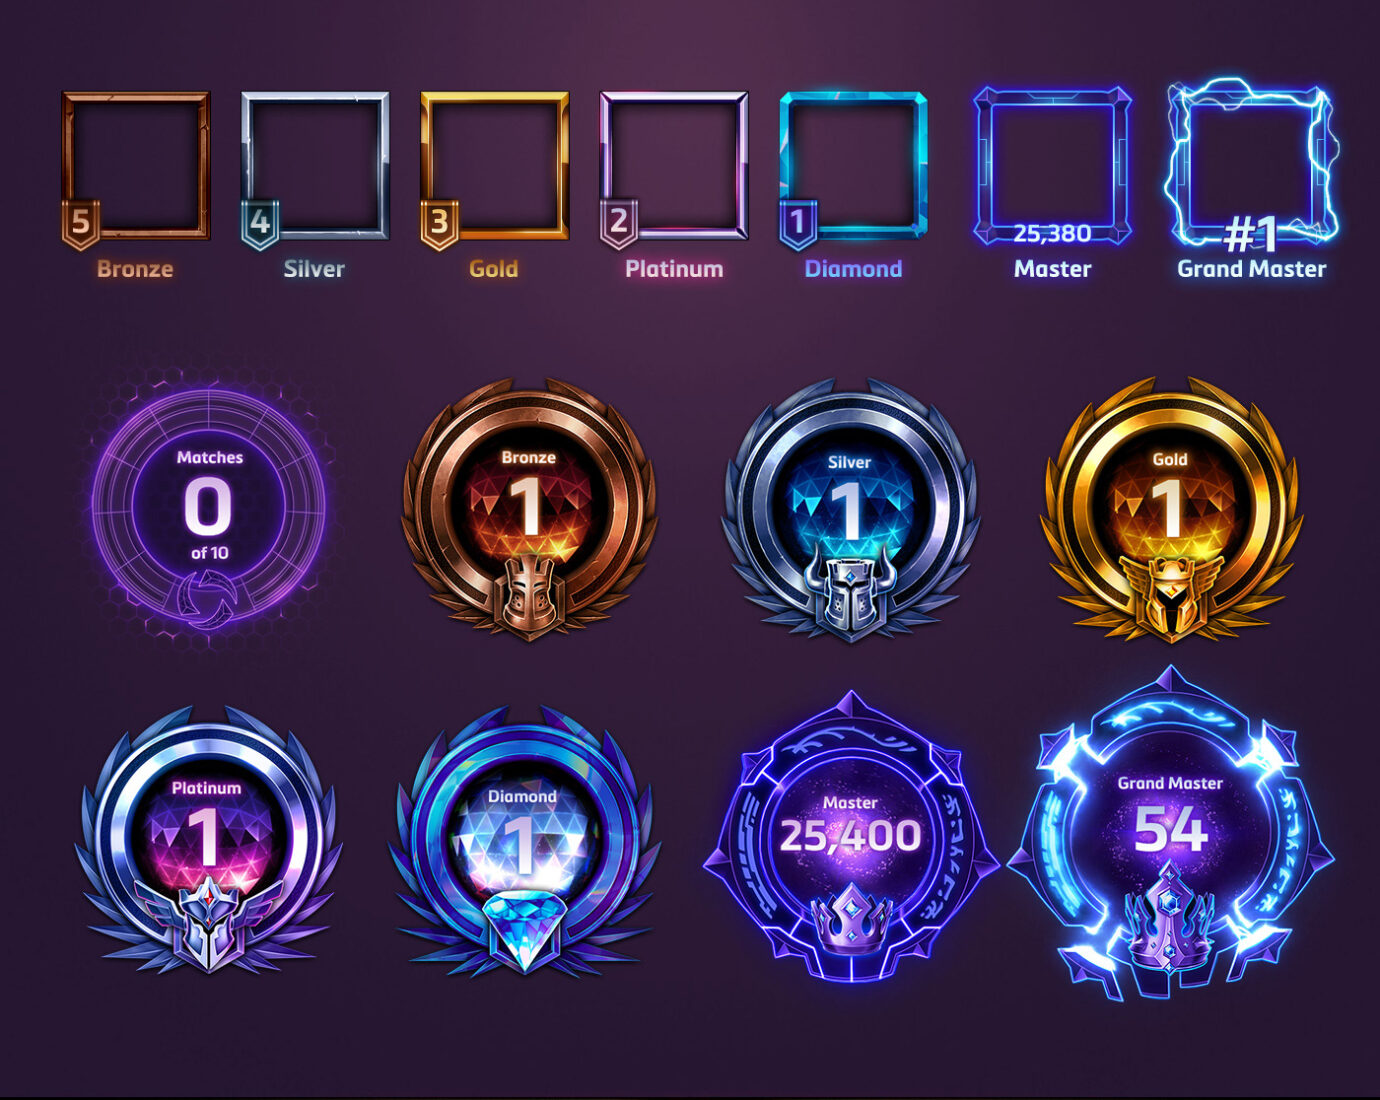 5
Bronze
4
Silver
3
Gold
2
Platinum
1
Diamond
25,380
Master
#1
Grand Master
Matches
0
of 10
Bronze
1
Silver
1
Gold
1
Platinum
1
Diamond
1
Master
25,400
Grand Master
54